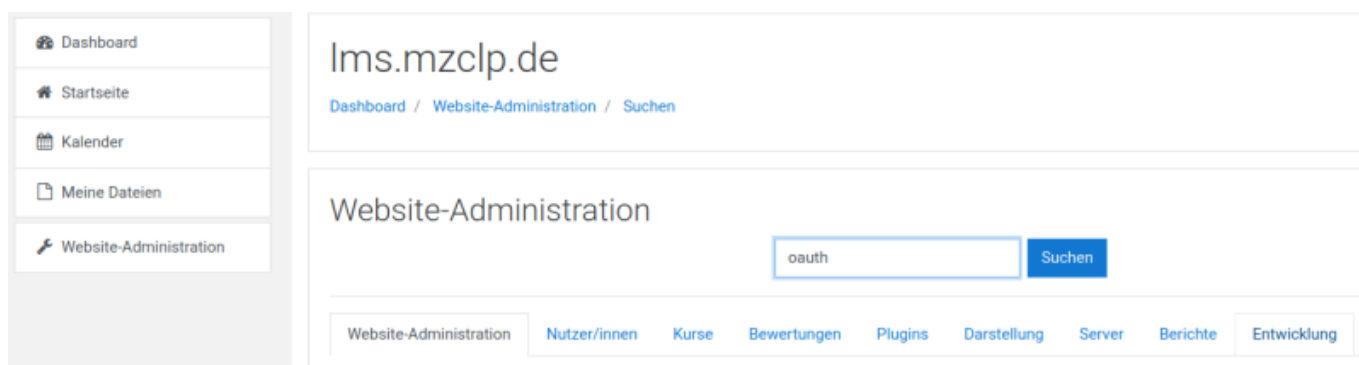 Dashboard
Startseite
Kalender
Meine Dateien
Website-Administration
lms.mzclp.de
Dashboard / Website-Administration / Suchen
Website-Administration
oauth Suchen
Website-Administration Nutzer/innen Kurse Bewertungen Plugins Darstellung Server Berichte Entwicklung